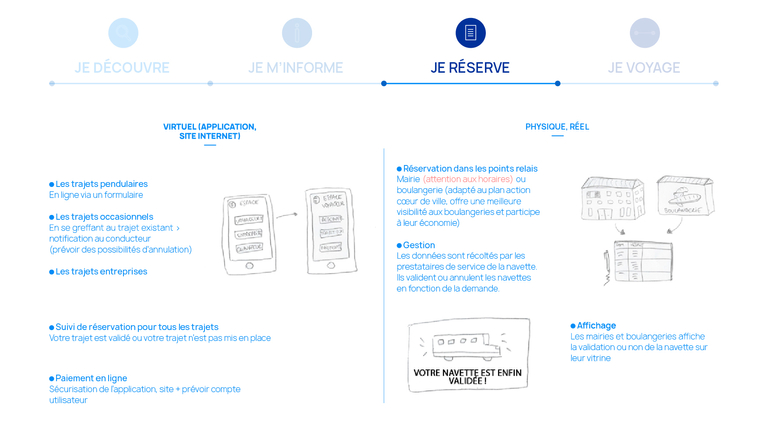 JE DÉCOUVRE
JE M'INFORME
JE RÉSERVE
JE VOYAGE
VIRTUEL (APPLICATION,
SITE INTERNET)
Les trajets pendulaires
En ligne via un formulaire
Les trajets occasionnels
En se greffant au trajet existant >
notification au conducteur
(prévoir des possibilités d'annulation)
Les trajets entreprises
ESPACE
ESPACE
Suivi de réservation pour tous les trajets
Votre trajet est validé ou votre trajet n'est pas mis en place
Paiement en ligne
Sécurisation de l'application, site + prévoir compte
utilisateur
PHYSIQUE, RÉEL
Réservation dans les points relais
Mairie (attention aux horaires) ou
boulangerie (adapté au plan action
cœur de ville, offre une meilleure
visibilité aux boulangeries et participe
à leur économie)
BOULANGERIE
Gestion
Les données sont récoltés par les
prestataires de service de la navette.
Ils valident ou annulent les navettes
en fonction de la demande.
VOTRE NAVETTE EST ENFIN
VALIDÉE !
Affichage
Les mairies et boulangeries affiche
la validation ou non de la navette sur
leur vitrine